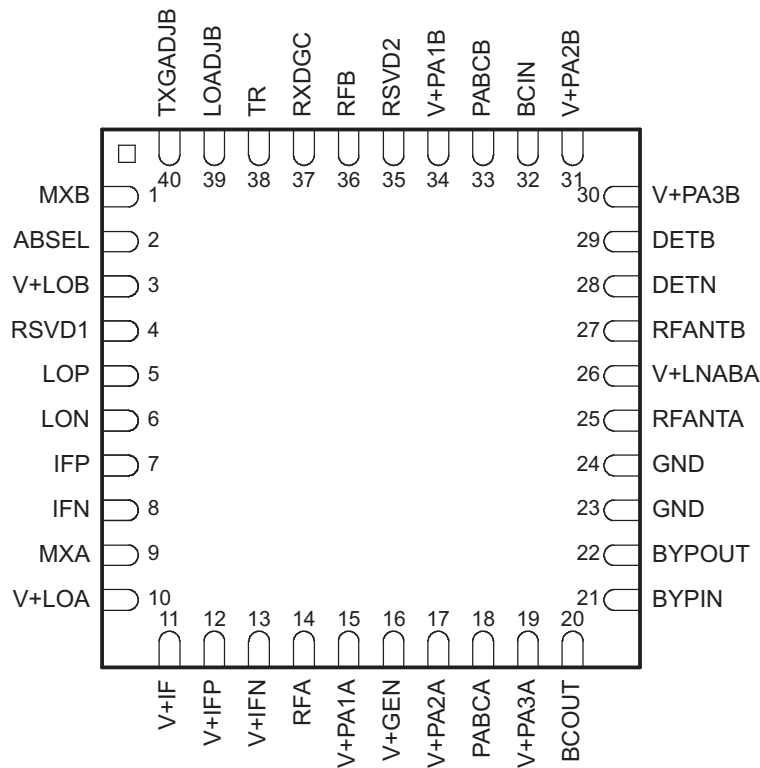 TXGADJB
LOADJB
TR
RXDGC
RFB
RSVD2
V+PA1B
PABCB
BCIN
V+PA2B
40 39 38 37 36 35 34 33 32 31
MXB 1
ABSEL 2
V+LOB 3
RSVD1 4
LOP 5
LON 6
IFP 7
IFN 8
MXA 9
V+LOA 10
30 V+PA3B
29 DETB
28 DETN
27 RFANTB
26 V+LNABA
25 RFANTA
24 GND
23 GND
22 BYPOUT
21 BYPIN
11 12 13 14 15 16 17 18 19 20
V+IF
V+IFP
V+IFN
RFA
V+PA1A
V+GEN
V+PA2A
PABCA
V+PA3A
BCOUT